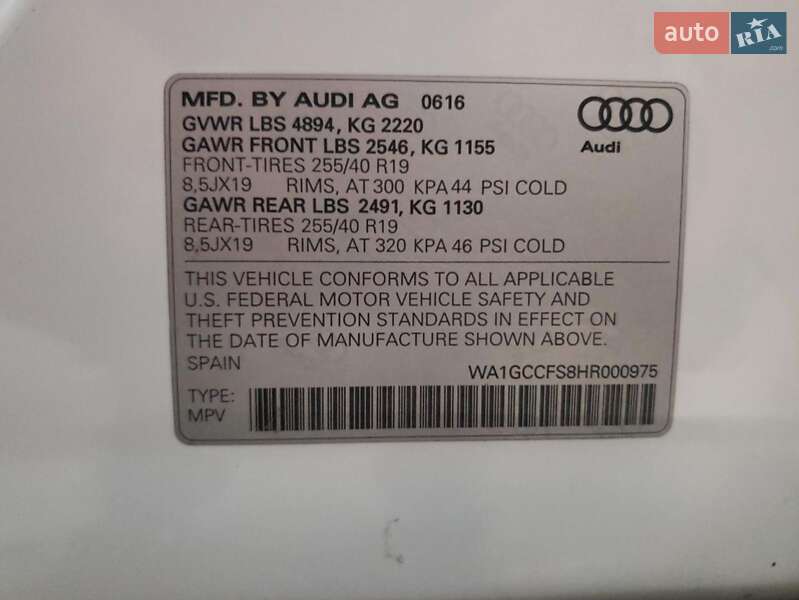 auto RIA .com
MFD. BY AUDI AG 0616
GVWR LBS 4894, KG 2220
GAWR FRONT LBS 2546, KG 1155
FRONT-TIRES 255/40 R19
8,5JX19 RIMS, AT 300 KPA 44 PSI COLD
GAWR REAR LBS 2491, KG 1130
REAR-TIRES 255/40 R19
8,5JX19 RIMS, AT 320 KPA 46 PSI COLD
Audi
THIS VEHICLE CONFORMS TO ALL APPLICABLE
U.S. FEDERAL MOTOR VEHICLE SAFETY AND
THEFT PREVENTION STANDARDS IN EFFECT ON
THE DATE OF MANUFACTURE SHOWN ABOVE.
SPAIN
WA1GCCFS8HR000975
TYPE:
MPV